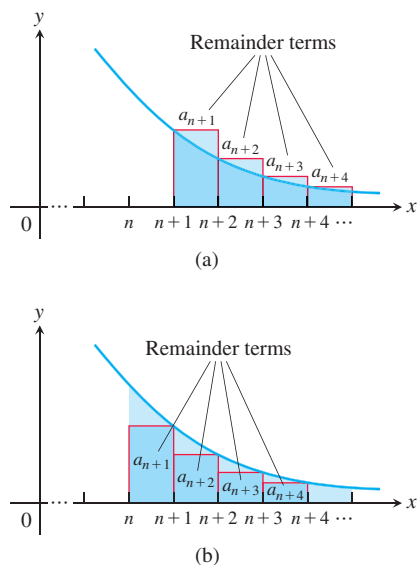 y
Remainder terms
a_{n+1}
a_{n+2}
a_{n+3}
a_{n+4}
0 ... n n+1 n+2 n+3 n+4 ... x
(a)
y
Remainder terms
a_{n+1}
a_{n+2}
a_{n+3}
a_{n+4}
0 ... n n+1 n+2 n+3 n+4 ... x
(b)